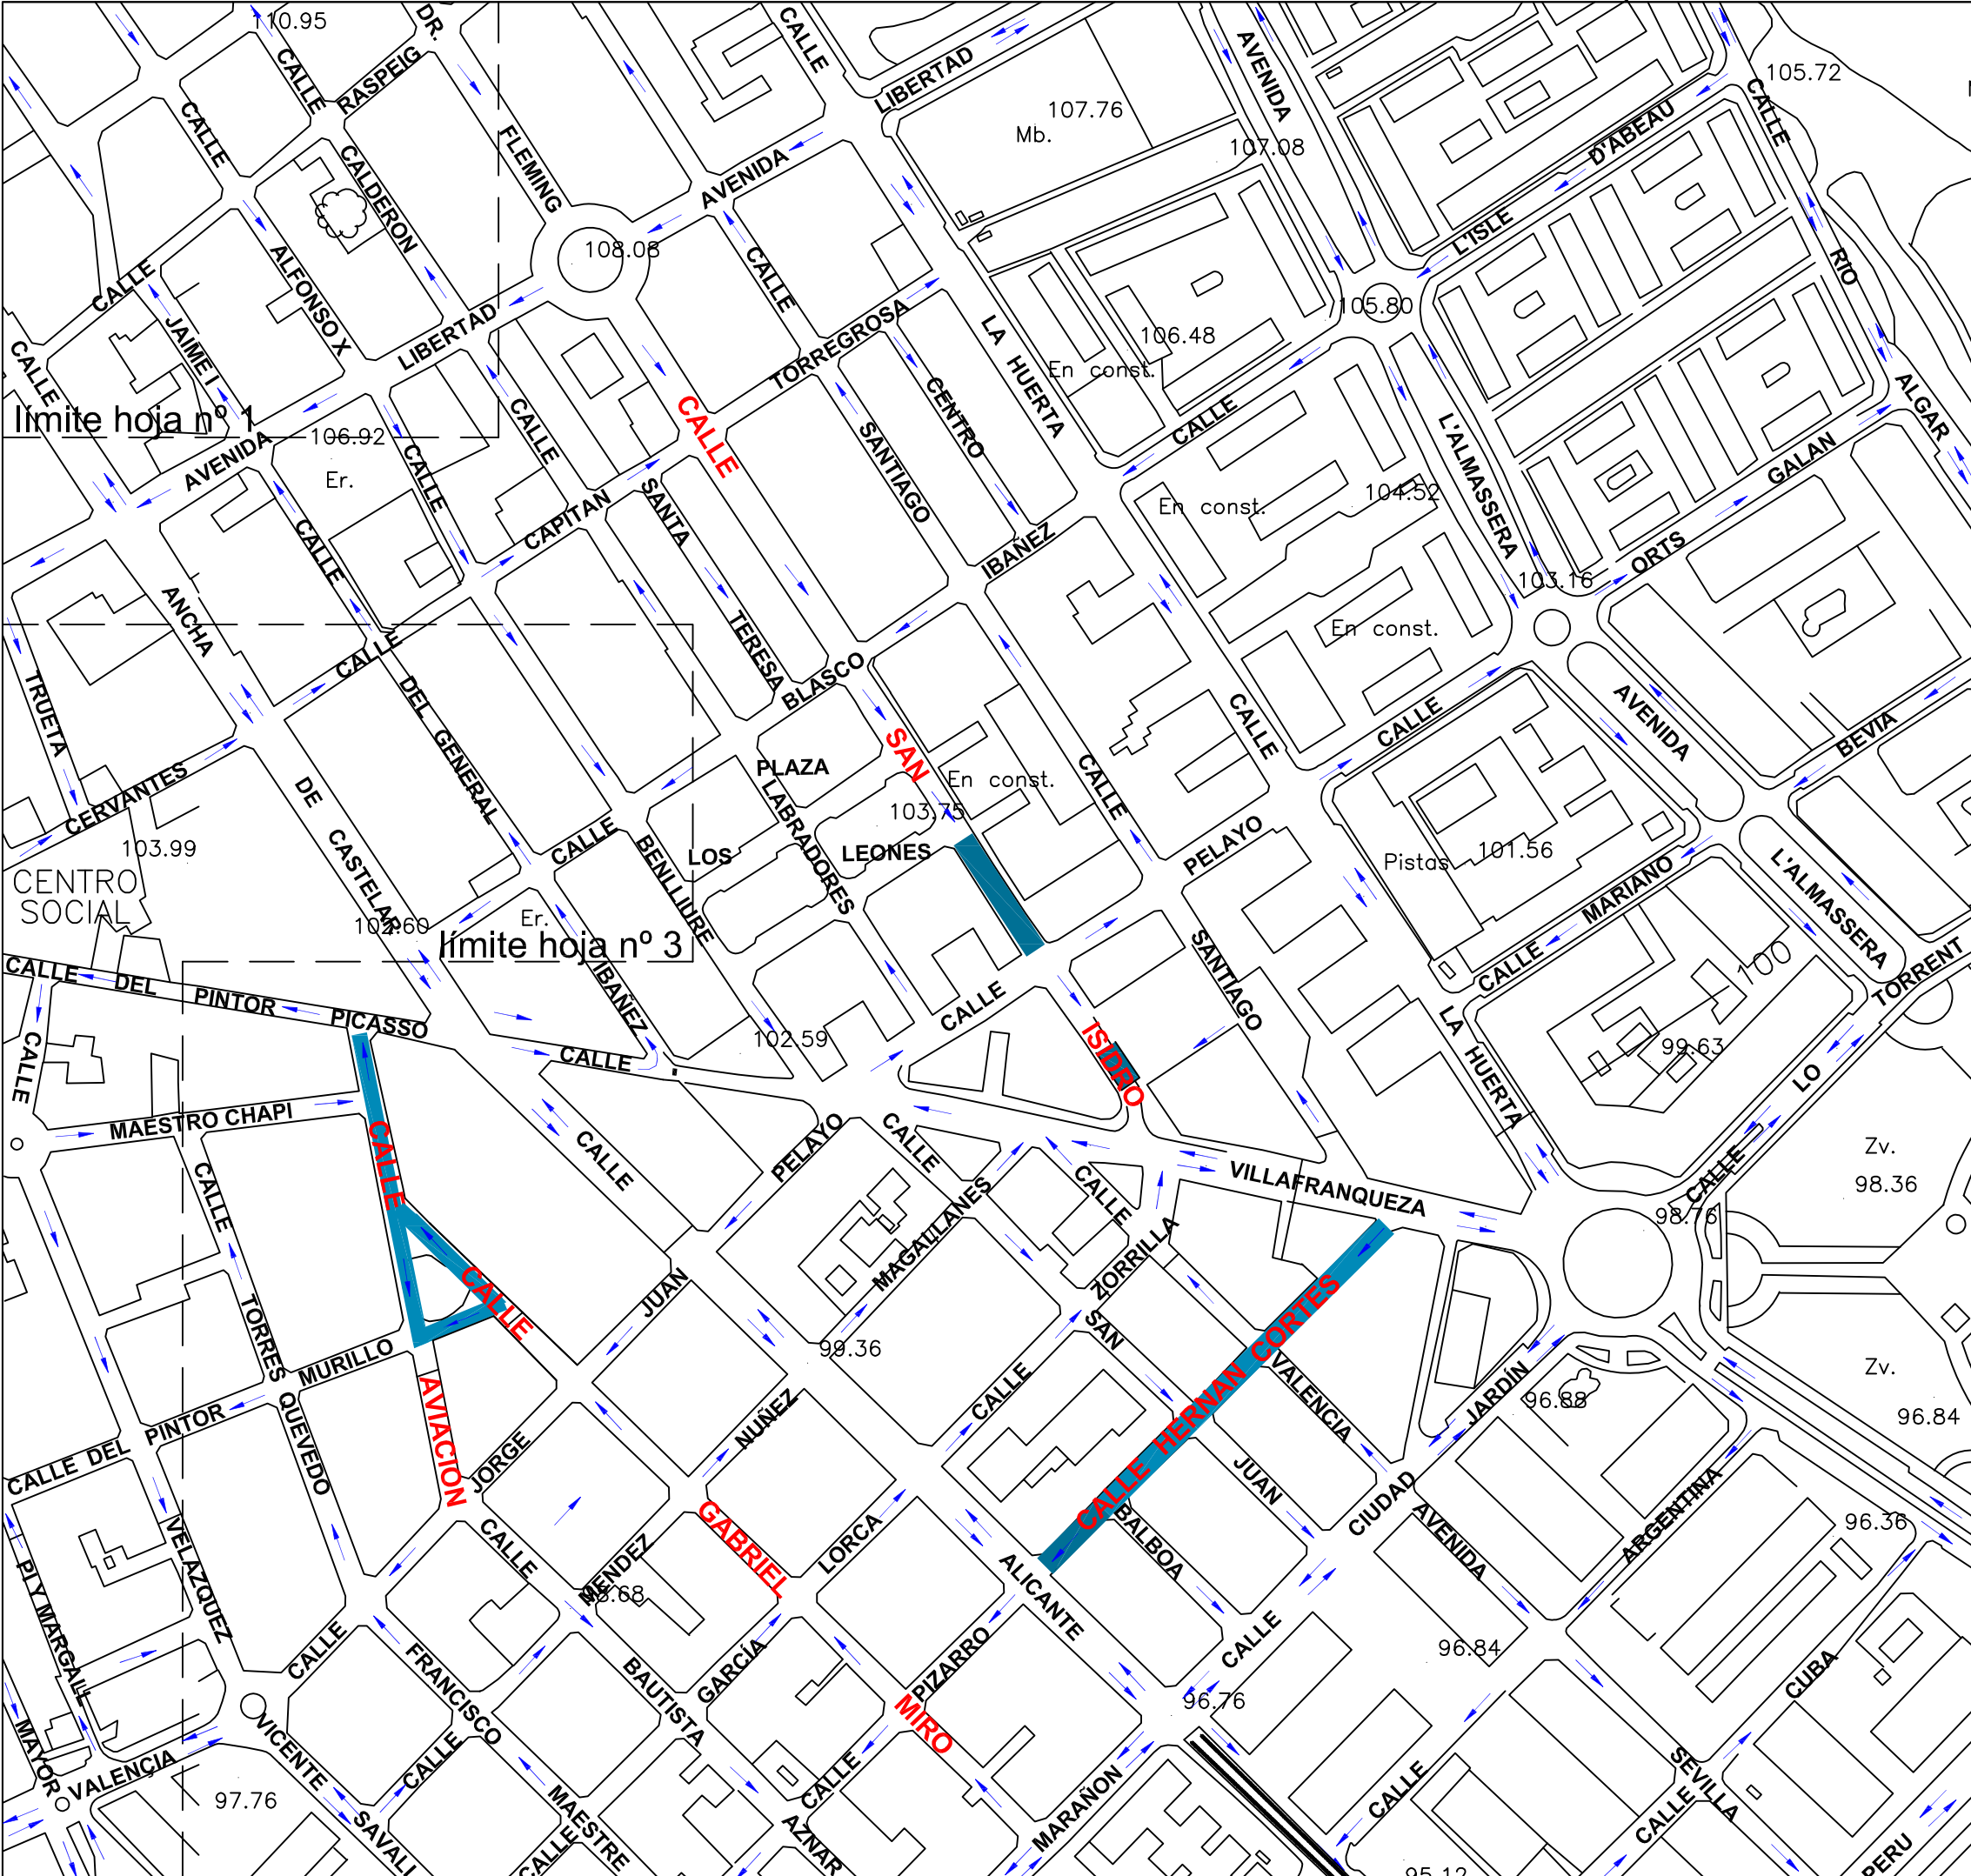 110.95
DR.
CALLE
RASPEIG
CALLE
LIBERTAD
AVENIDA
105.72
CALLE
107.76
Mb.
107.08
D'ABEAU
CALLE
CALDERON
FLEMING
AVENIDA
L'ISLE
RIO
ALFONSO X
108.08
CALLE
CALLE
JAIME I
LIBERTAD
TORREGROSA
LA HUERTA
105.80
106.48
En const.
CALLE
CALLE
CENTRO
CALLE
ALGAR
límite hoja nº 1
106.92
AVENIDA
Er.
CALLE
CALLE
CALLE
SANTIAGO
L'ALMASSERA
GALAN
104.52
En const.
CAPITAN
SANTA
IBAÑEZ
ORTS
103.16
CALLE
ANCHA
TERESA
En const.
TRUETA
CALLE
BLASCO
DEL GENERAL
CALLE
CALLE
AVENIDA
BEVIA
SAN
PLAZA
En const.
CALLE
103.75
CERVANTES
DE CASTELAR
LABRADORES
103.99
CALLE
BENLLIURE
LOS
LEONES
PELAYO
Pistas
101.56
MARIANO
L'ALMASSERA
CENTRO
SOCIAL
Er.
límite hoja nº 3
CALLE
100
TORRENT
CALLE DEL PINTOR PICASSO
IBAÑEZ
CALLE
SANTIAGO
CALLE
CALLE
102.59
ISIDRO
LA HUERTA
99.63
LO
MAESTRO CHAPI
CALLE
CALLE
PELAYO
CALLE
Zv.
98.36
CALLE
CALLE
MAGALLANES
CALLE
VILLAFRANQUEZA
CALLE
98.76
CALLE
JUAN
ZORRILLA
SAN
TORRES QUEVEDO
MURILLO
99.36
CALLE HERNAN CORTES
VALENCIA
Zv.
96.84
AVIACION
CALLE
JARDÍN
96.88
CALLE DEL PINTOR
JORGE
NUÑEZ
JUAN
CIUDAD
AVENIDA
ARGENTINA
VELAZQUEZ
CALLE
GABRIEL
LORCA
BALBOA
96.36
PI Y MARGALL
MENDEZ
ALICANTE
CALLE
FRANCISCO
BAUTISTA
GARCÍA
PIZARRO
CALLE
96.84
CUBA
MAYOR
VALENCIA
VICENTE
CALLE
MIRO
96.76
97.76
SAVALL
MAESTRE
CALLE
CALLE
AZNAR
MARAÑON
CALLE
SEVILLA
CALLE
PERU
95.12